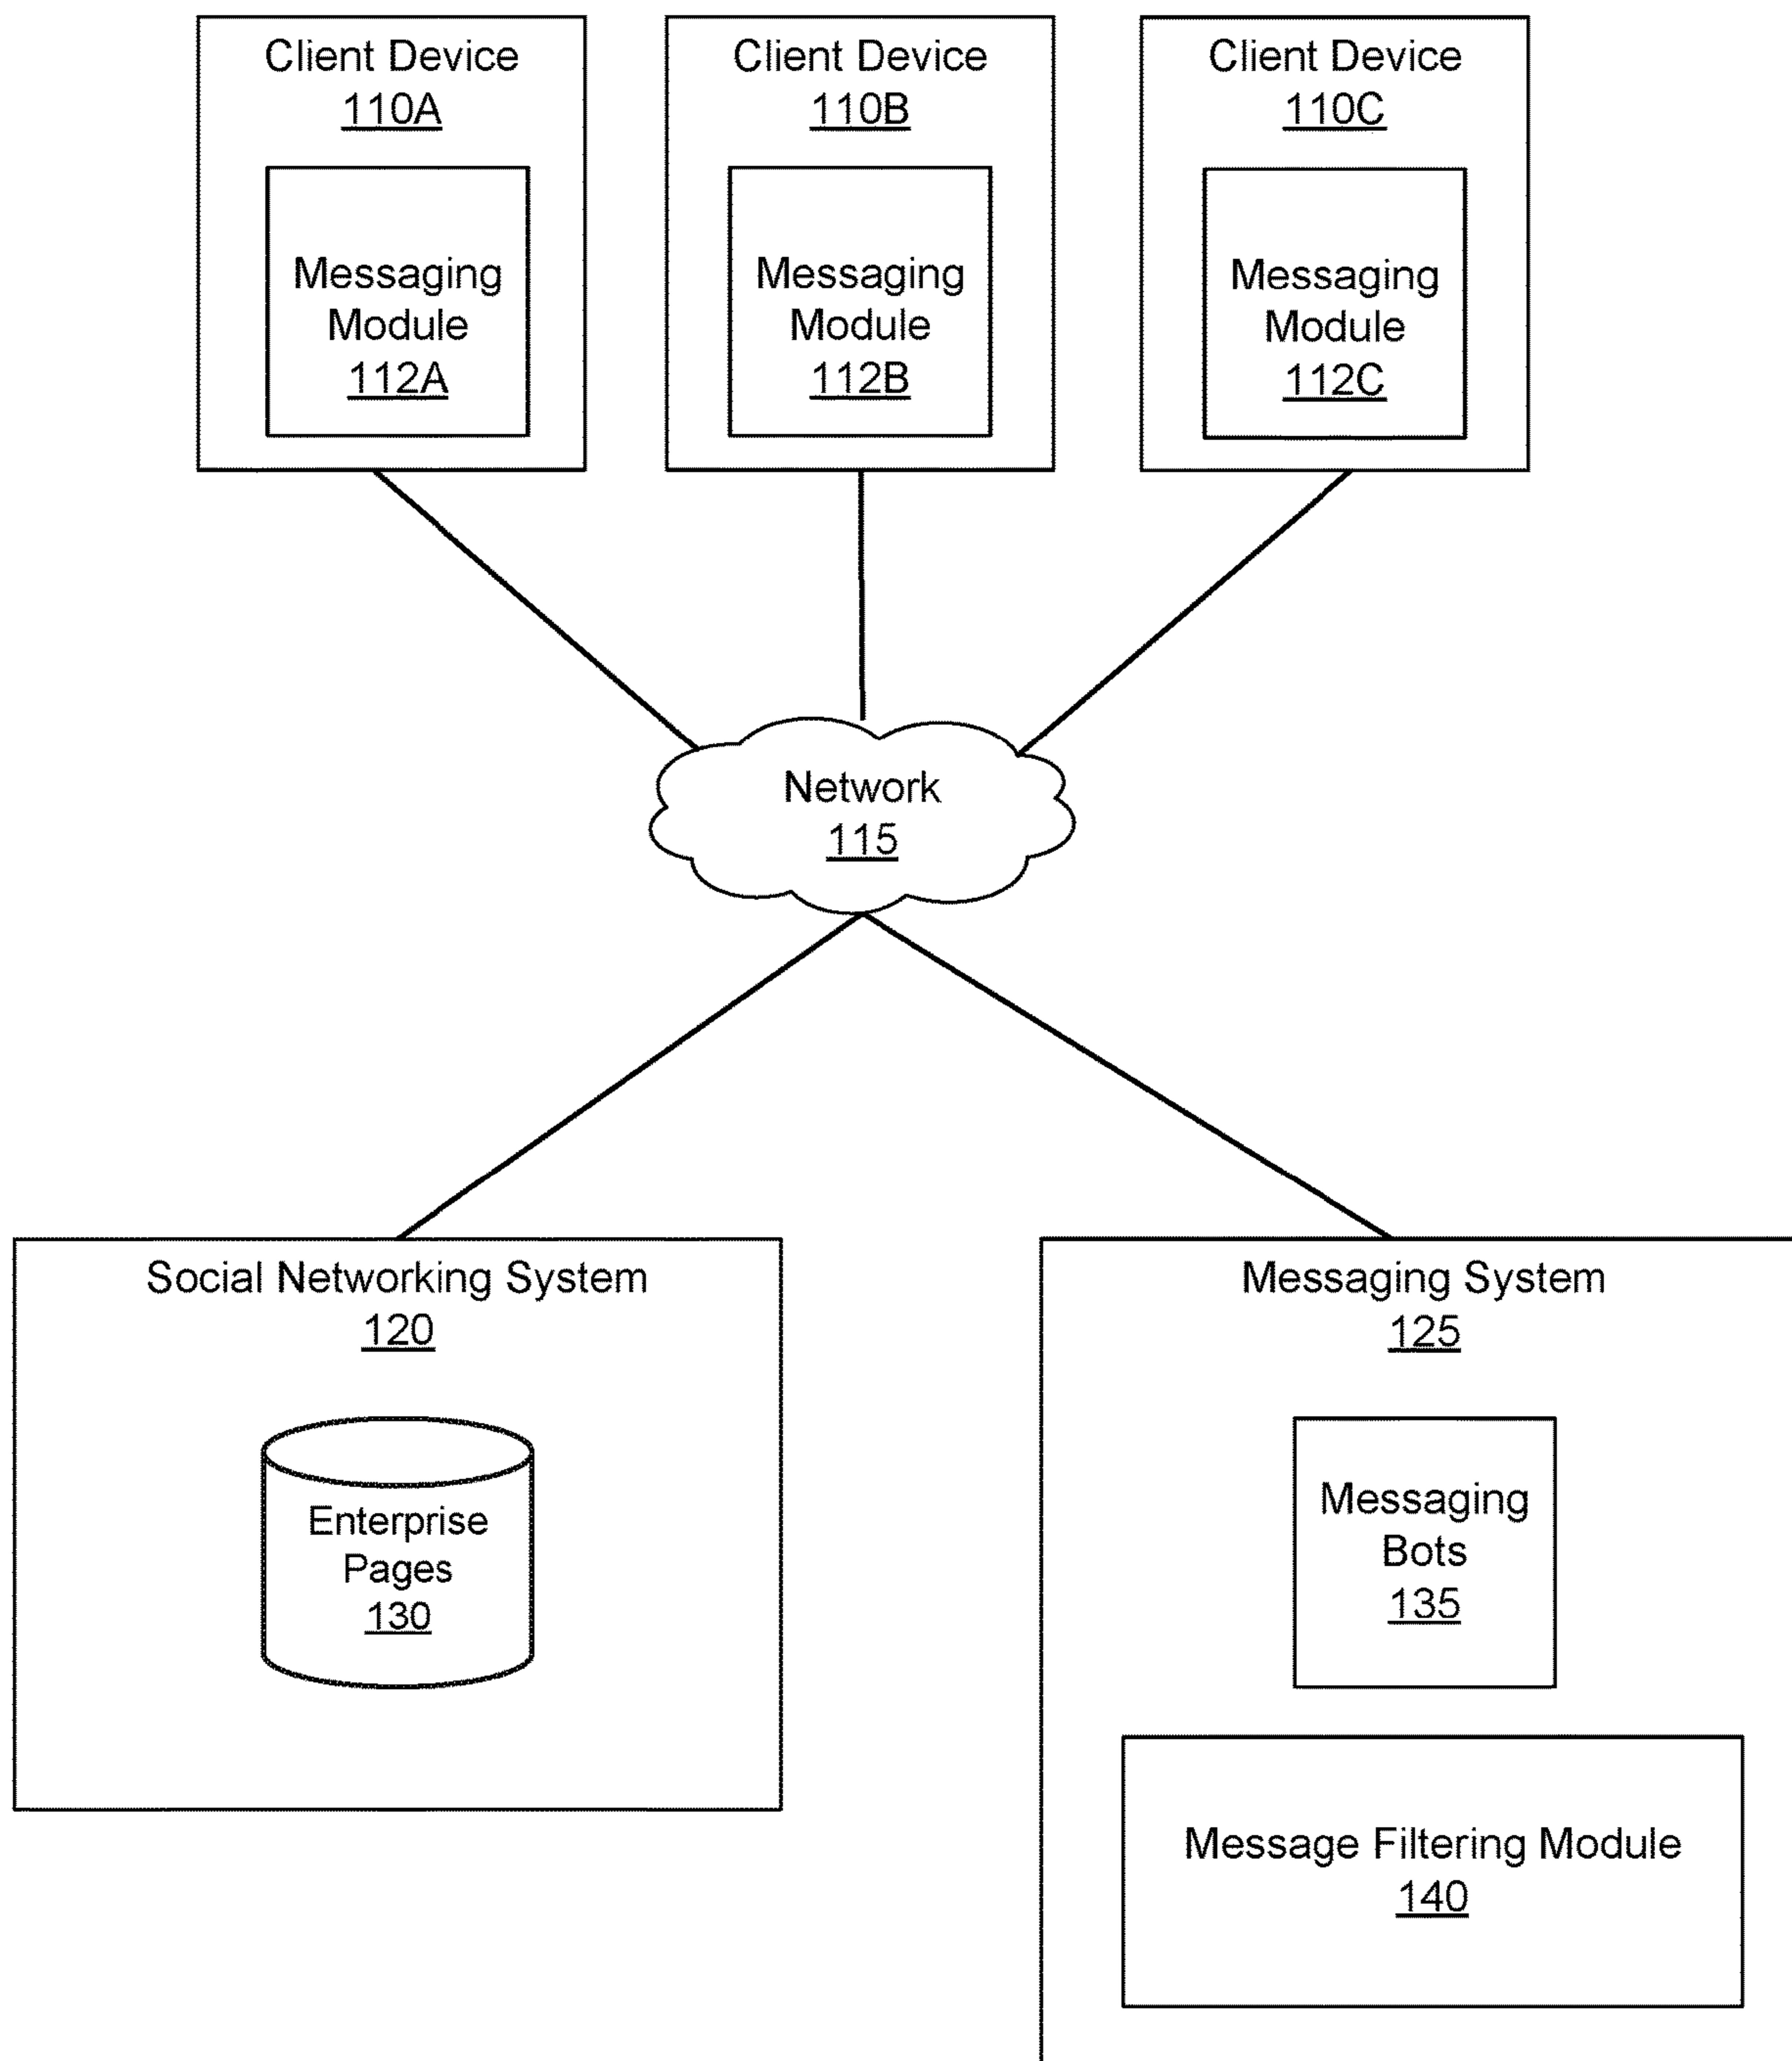 Client Device
110A
Messaging
Module
112A
Client Device
110B
Messaging
Module
112B
Client Device
110C
Messaging
Module
112C
Network
115
Social Networking System
120
Enterprise
Pages
130
Messaging System
125
Messaging
Bots
135
Message Filtering Module
140